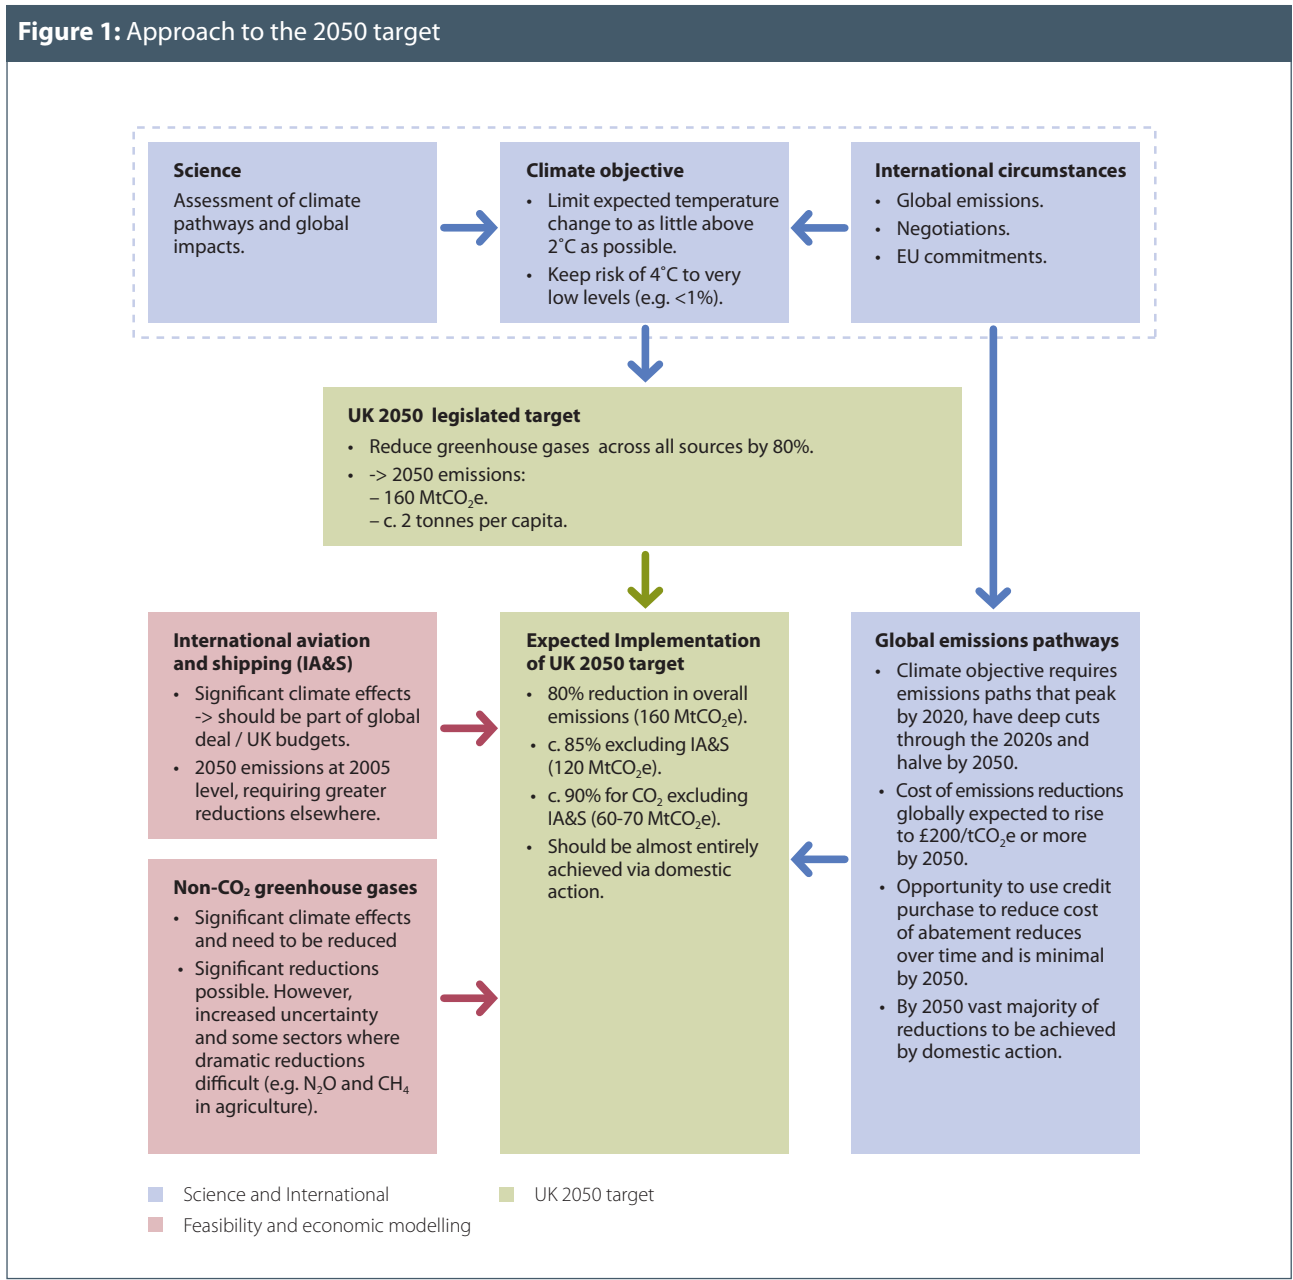 Figure 1: Approach to the 2050 target
Science
Assessment of climate
pathways and global
impacts.
Climate objective
• Limit expected temperature
change to as little above
2˚C as possible.
• Keep risk of 4˚C to very
low levels (e.g. <1%).
International circumstances
• Global emissions.
• Negotiations.
• EU commitments.
UK 2050 legislated target
• Reduce greenhouse gases across all sources by 80%.
• -> 2050 emissions:
– 160 MtCO₂e.
– c. 2 tonnes per capita.
International aviation
and shipping (IA&S)
• Significant climate effects
-> should be part of global
deal / UK budgets.
• 2050 emissions at 2005
level, requiring greater
reductions elsewhere.
Non-CO₂ greenhouse gases
• Significant climate effects
and need to be reduced
• Significant reductions
possible. However,
increased uncertainty
and some sectors where
dramatic reductions
difficult (e.g. N₂O and CH₄
in agriculture).
Expected Implementation
of UK 2050 target
• 80% reduction in overall
emissions (160 MtCO₂e).
• c. 85% excluding IA&S
(120 MtCO₂e).
• c. 90% for CO₂ excluding
IA&S (60-70 MtCO₂e).
• Should be almost entirely
achieved via domestic
action.
Global emissions pathways
• Climate objective requires
emissions paths that peak
by 2020, have deep cuts
through the 2020s and
halve by 2050.
• Cost of emissions reductions
globally expected to rise
to £200/tCO₂e or more
by 2050.
• Opportunity to use credit
purchase to reduce cost
of abatement reduces
over time and is minimal
by 2050.
• By 2050 vast majority of
reductions to be achieved
by domestic action.
Science and International
UK 2050 target
Feasibility and economic modelling